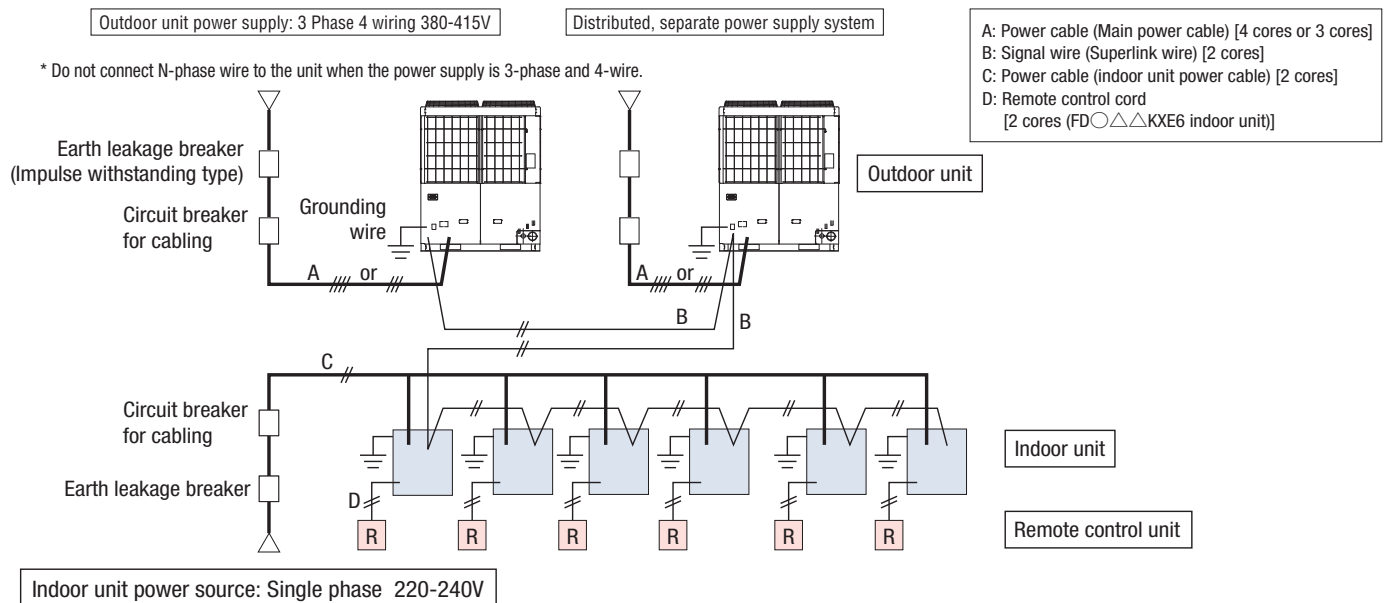 Outdoor unit power supply: 3 Phase 4 wiring 380-415V
Distributed, separate power supply system
A: Power cable (Main power cable) [4 cores or 3 cores]
B: Signal wire (Superlink wire) [2 cores]
C: Power cable (indoor unit power cable) [2 cores]
D: Remote control cord
[2 cores (FD○△△KXE6 indoor unit)]
* Do not connect N-phase wire to the unit when the power supply is 3-phase and 4-wire.
Earth leakage breaker
(Impulse withstanding type)
Circuit breaker
for cabling
Grounding
wire
Outdoor unit
A or
A or
B
B
C
Circuit breaker
for cabling
Earth leakage breaker
Indoor unit
D
R
R
R
R
R
R
Remote control unit
Indoor unit power source: Single phase 220-240V